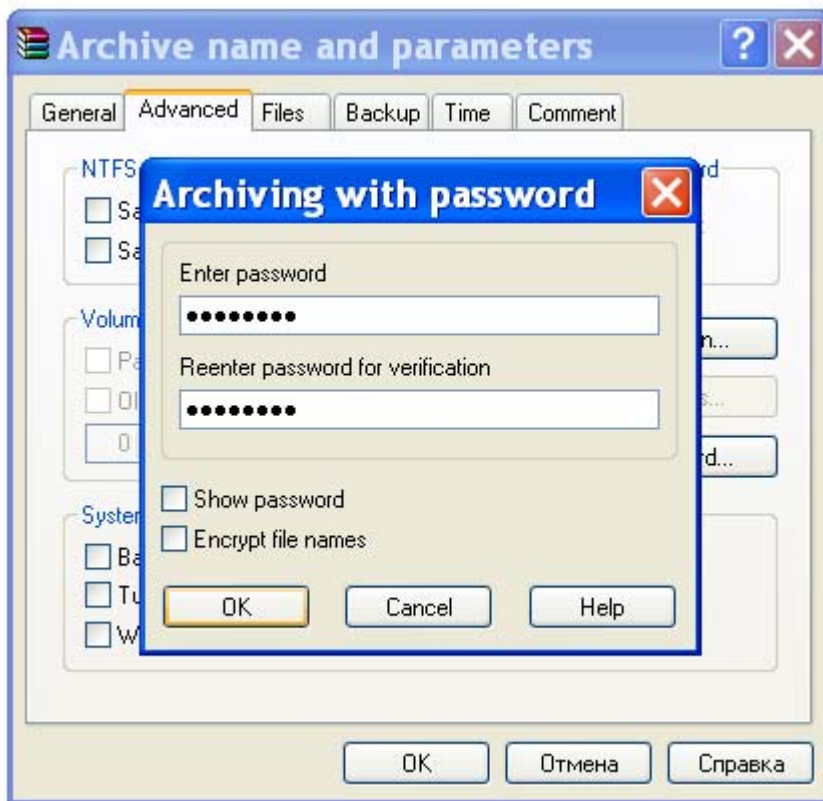 Archive name and parameters
General Advanced Files Backup Time Comment
NTFS
Archiving with password
Enter password
●●●●●●●●
Reenter password for verification
●●●●●●●●
Volum
0
Show password
Encrypt file names
System
OK Cancel Help
OK Отмена Справка